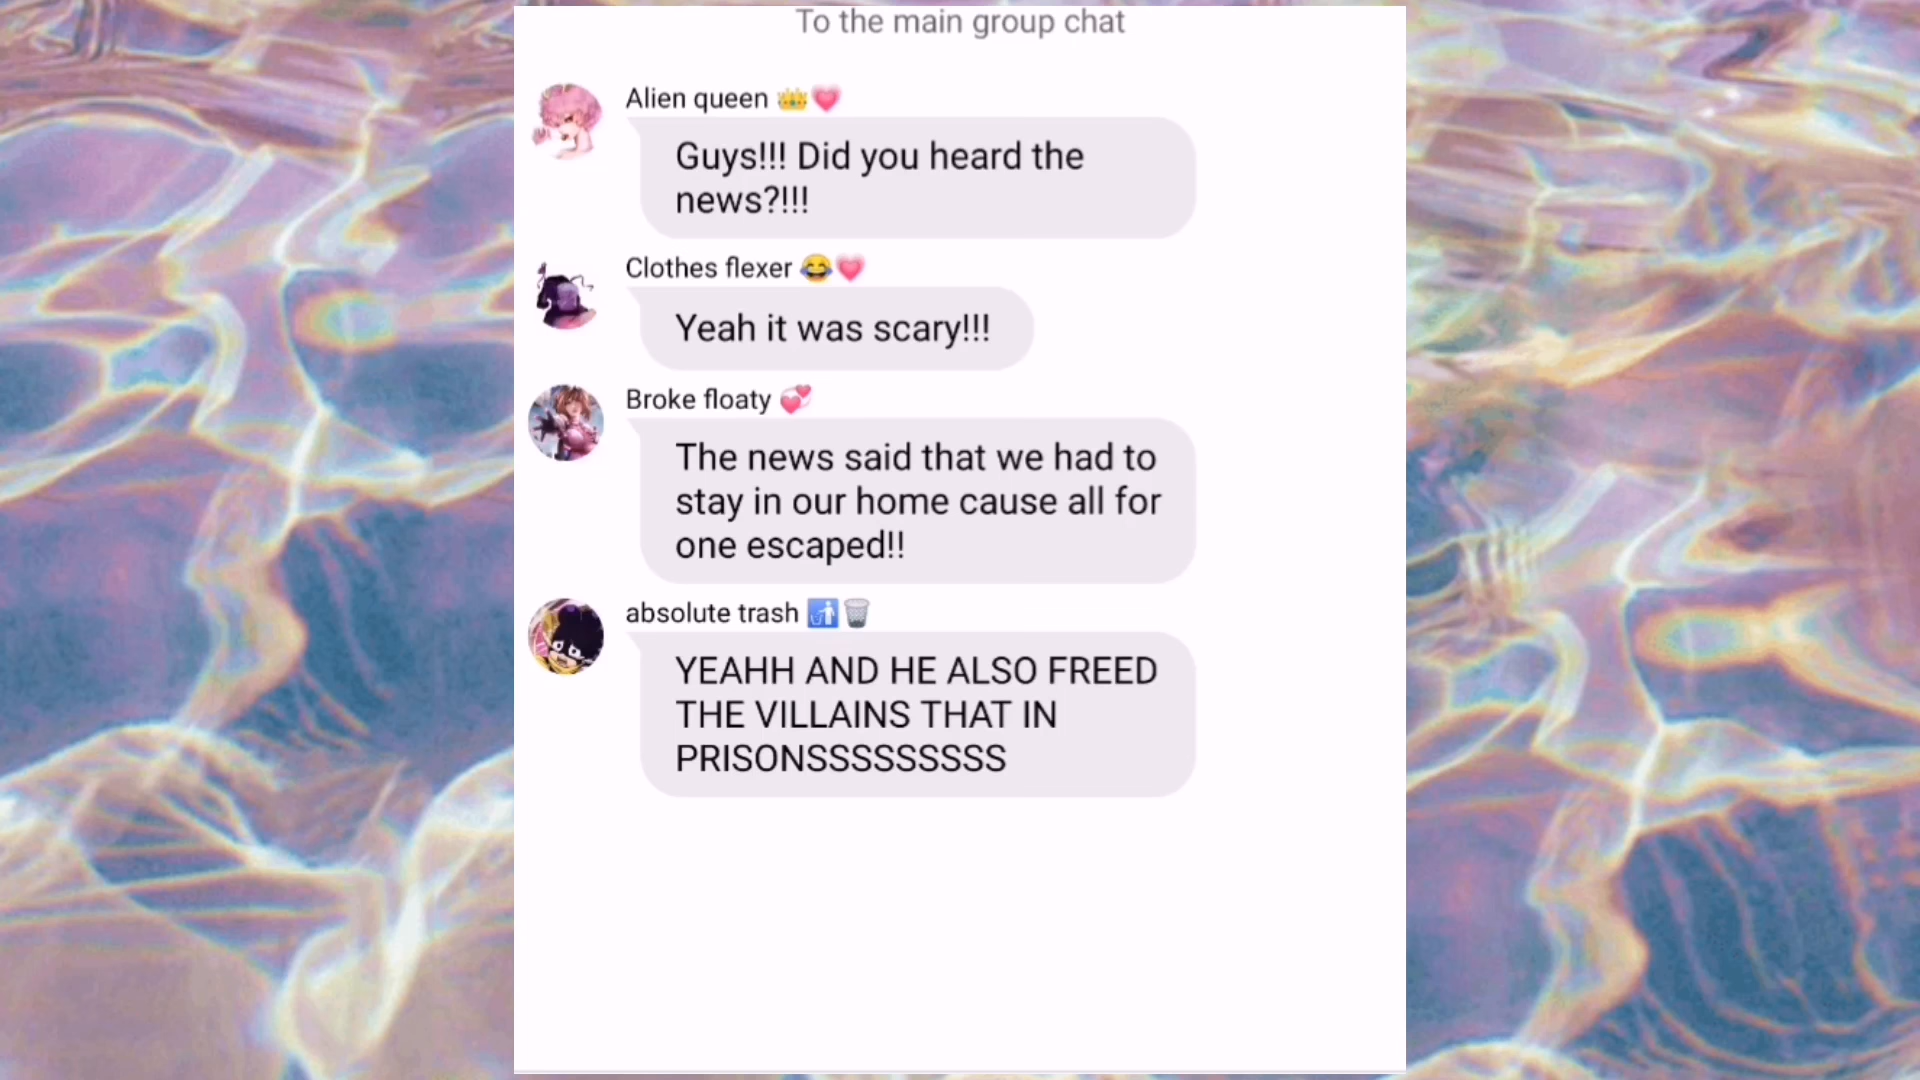 To the main group chat
Alien queen 👑💗
Guys!!! Did you heard the
news?!!!
Clothes flexer 😂💗
Yeah it was scary!!!
Broke floaty 💞
The news said that we had to
stay in our home cause all for
one escaped!!
absolute trash 🚮🗑️
YEAHH AND HE ALSO FREED
THE VILLAINS THAT IN
PRISONSSSSSSSSS